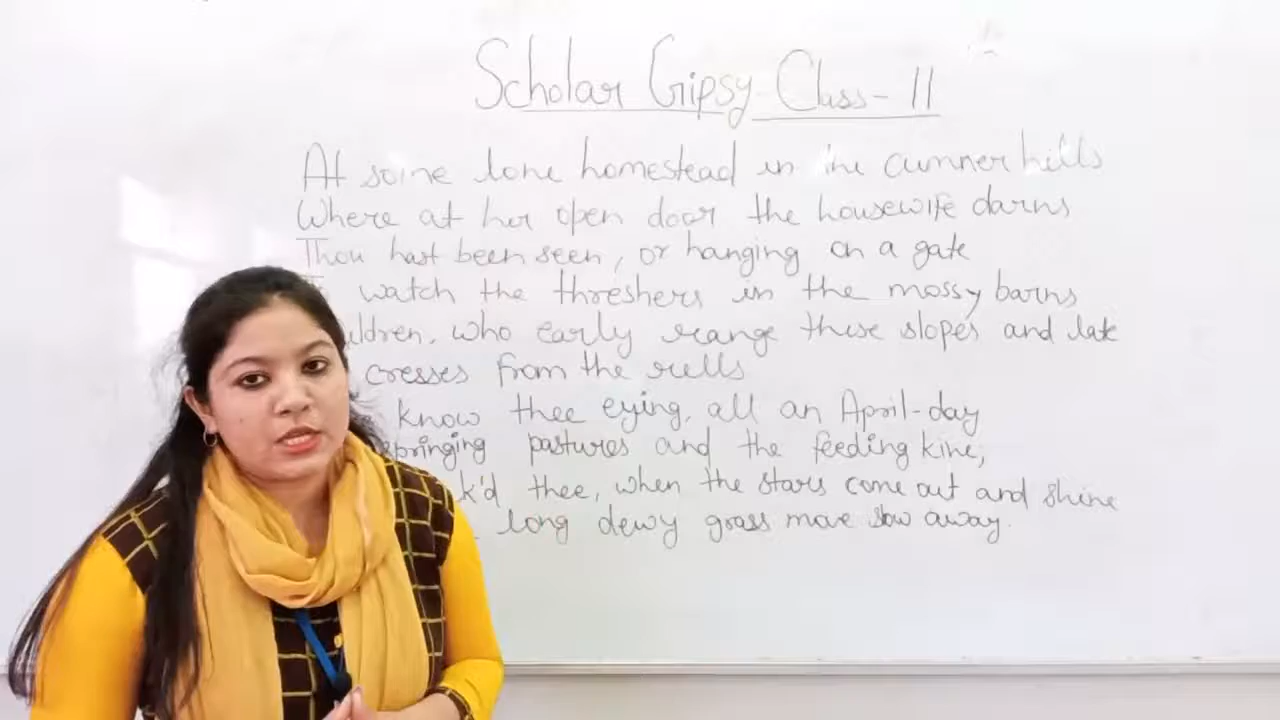 Scholar Gipsy Class-11
At some lone homestead in the cumner hills
Where at her open door the housewife darns
Thou hast been seen, or hanging on a gate
watch the threshers in the mossy barns
ildren, who early range these slopes and late
cresses from the rills
know thee eying, all an April-day
springing pastures and the feeding kine;
k'd thee, when the stars come out and shine
long dewy grass move slow away.